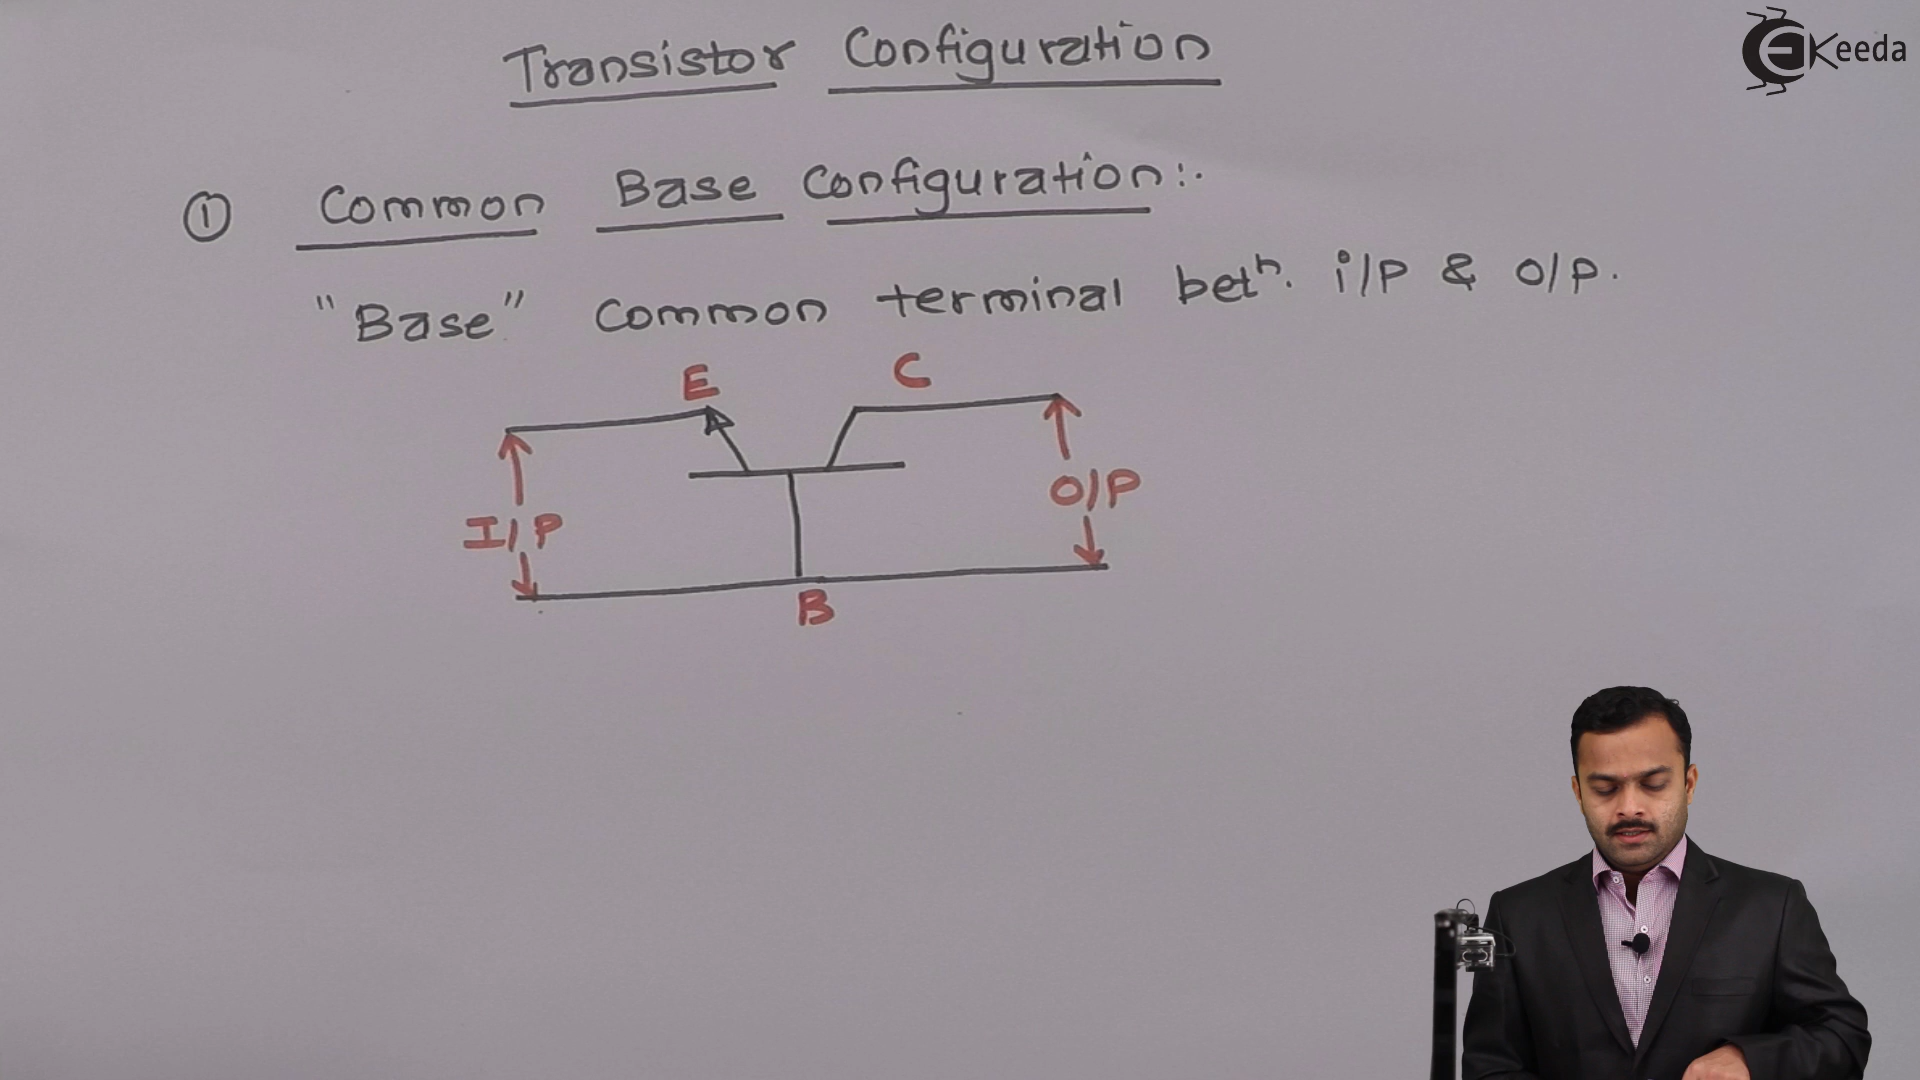 Transistor Configuration
EKeeda
① Common Base Configuration:.
"Base" Common terminal betⁿ. i/p & o/p.
E C
I/P O/P
B